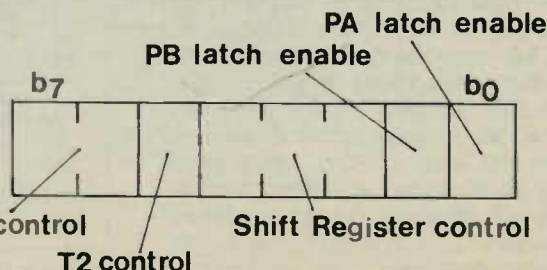 PA latch enable
PB latch enable
b7 b0
control Shift Register control
T2 control